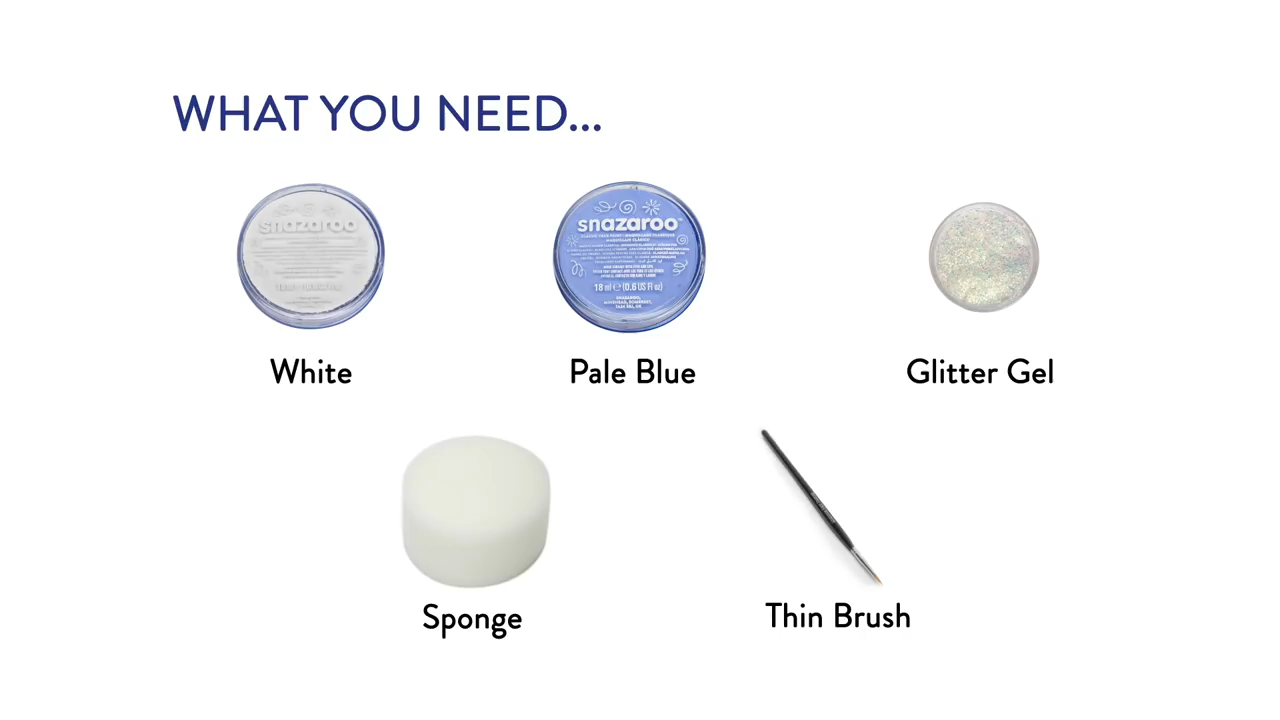 WHAT YOU NEED...
snazaroo
snazaroo™
18 ml e (0.6 US Fl oz)
White
Pale Blue
Glitter Gel
Sponge
Thin Brush